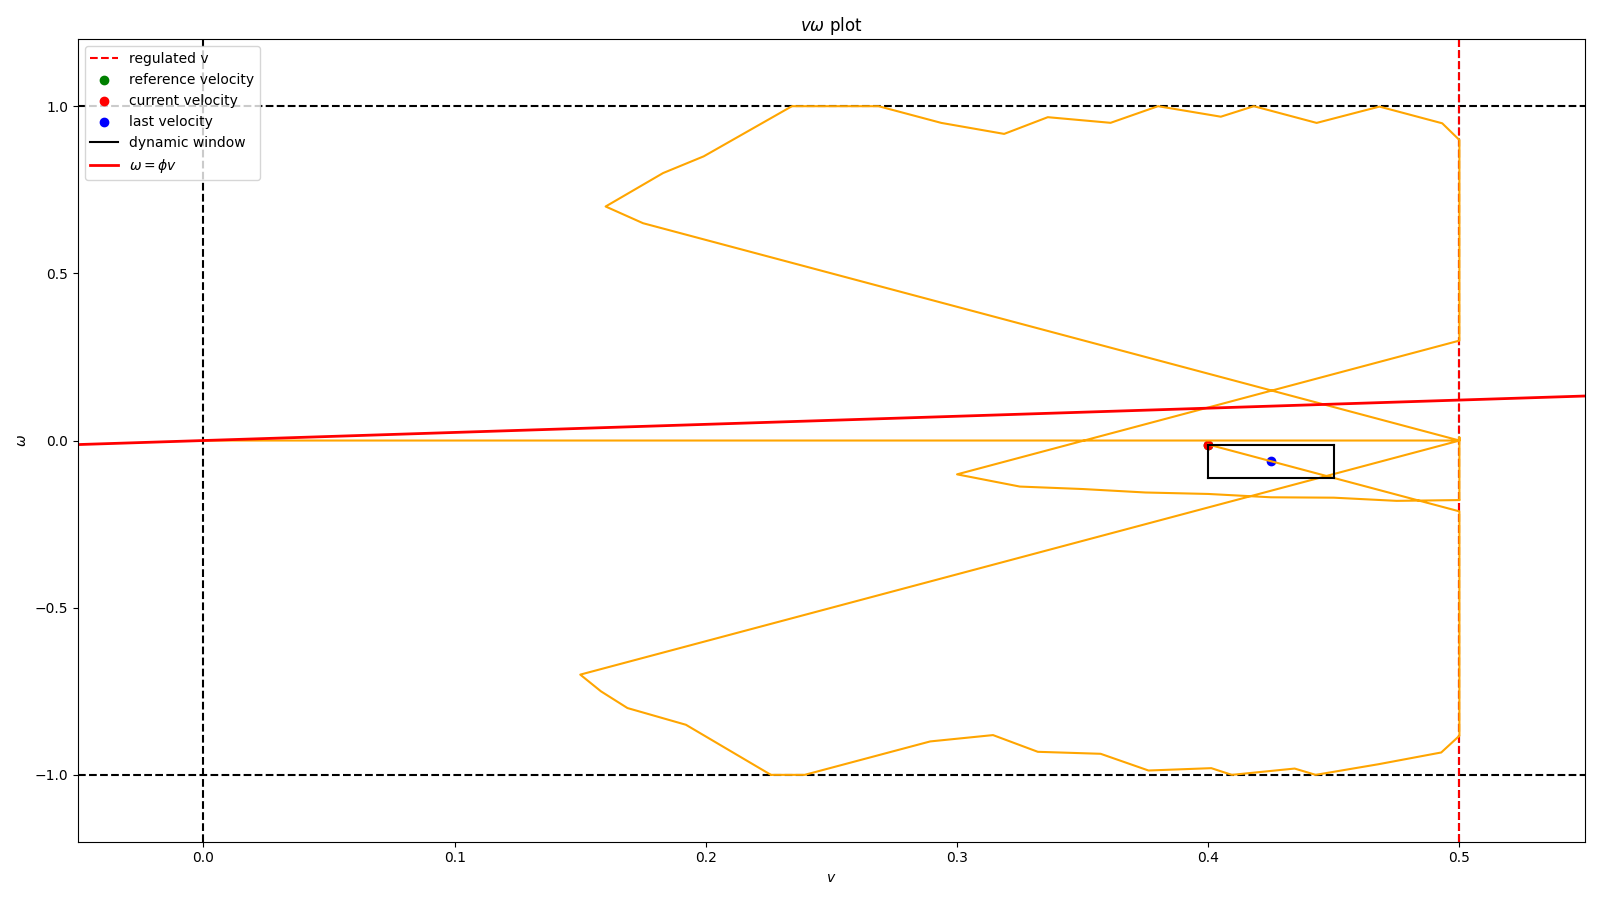 vω plot
regulated v
reference velocity
current velocity
last velocity
dynamic window
ω = ϕv
1.0
0.5
0.0
−0.5
−1.0
ω
0.0 0.1 0.2 0.3 0.4 0.5
v